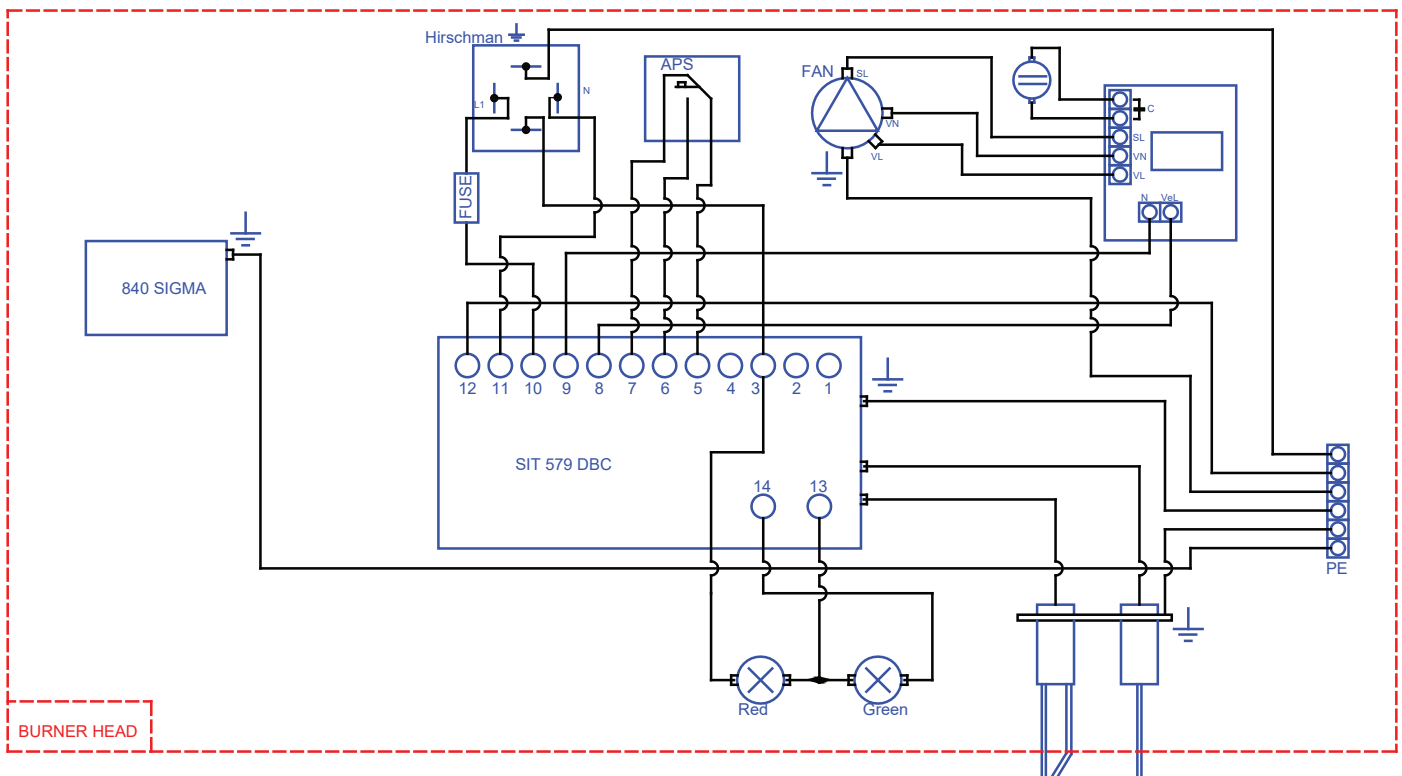 Hirschman
L1
N
APS
FAN
SL
VN
VL
C
SL
VN
VL
N VeL
FUSE
840 SIGMA
12 11 10 9 8 7 6 5 4 3 2 1
SIT 579 DBC
14 13
PE
Red
Green
BURNER HEAD